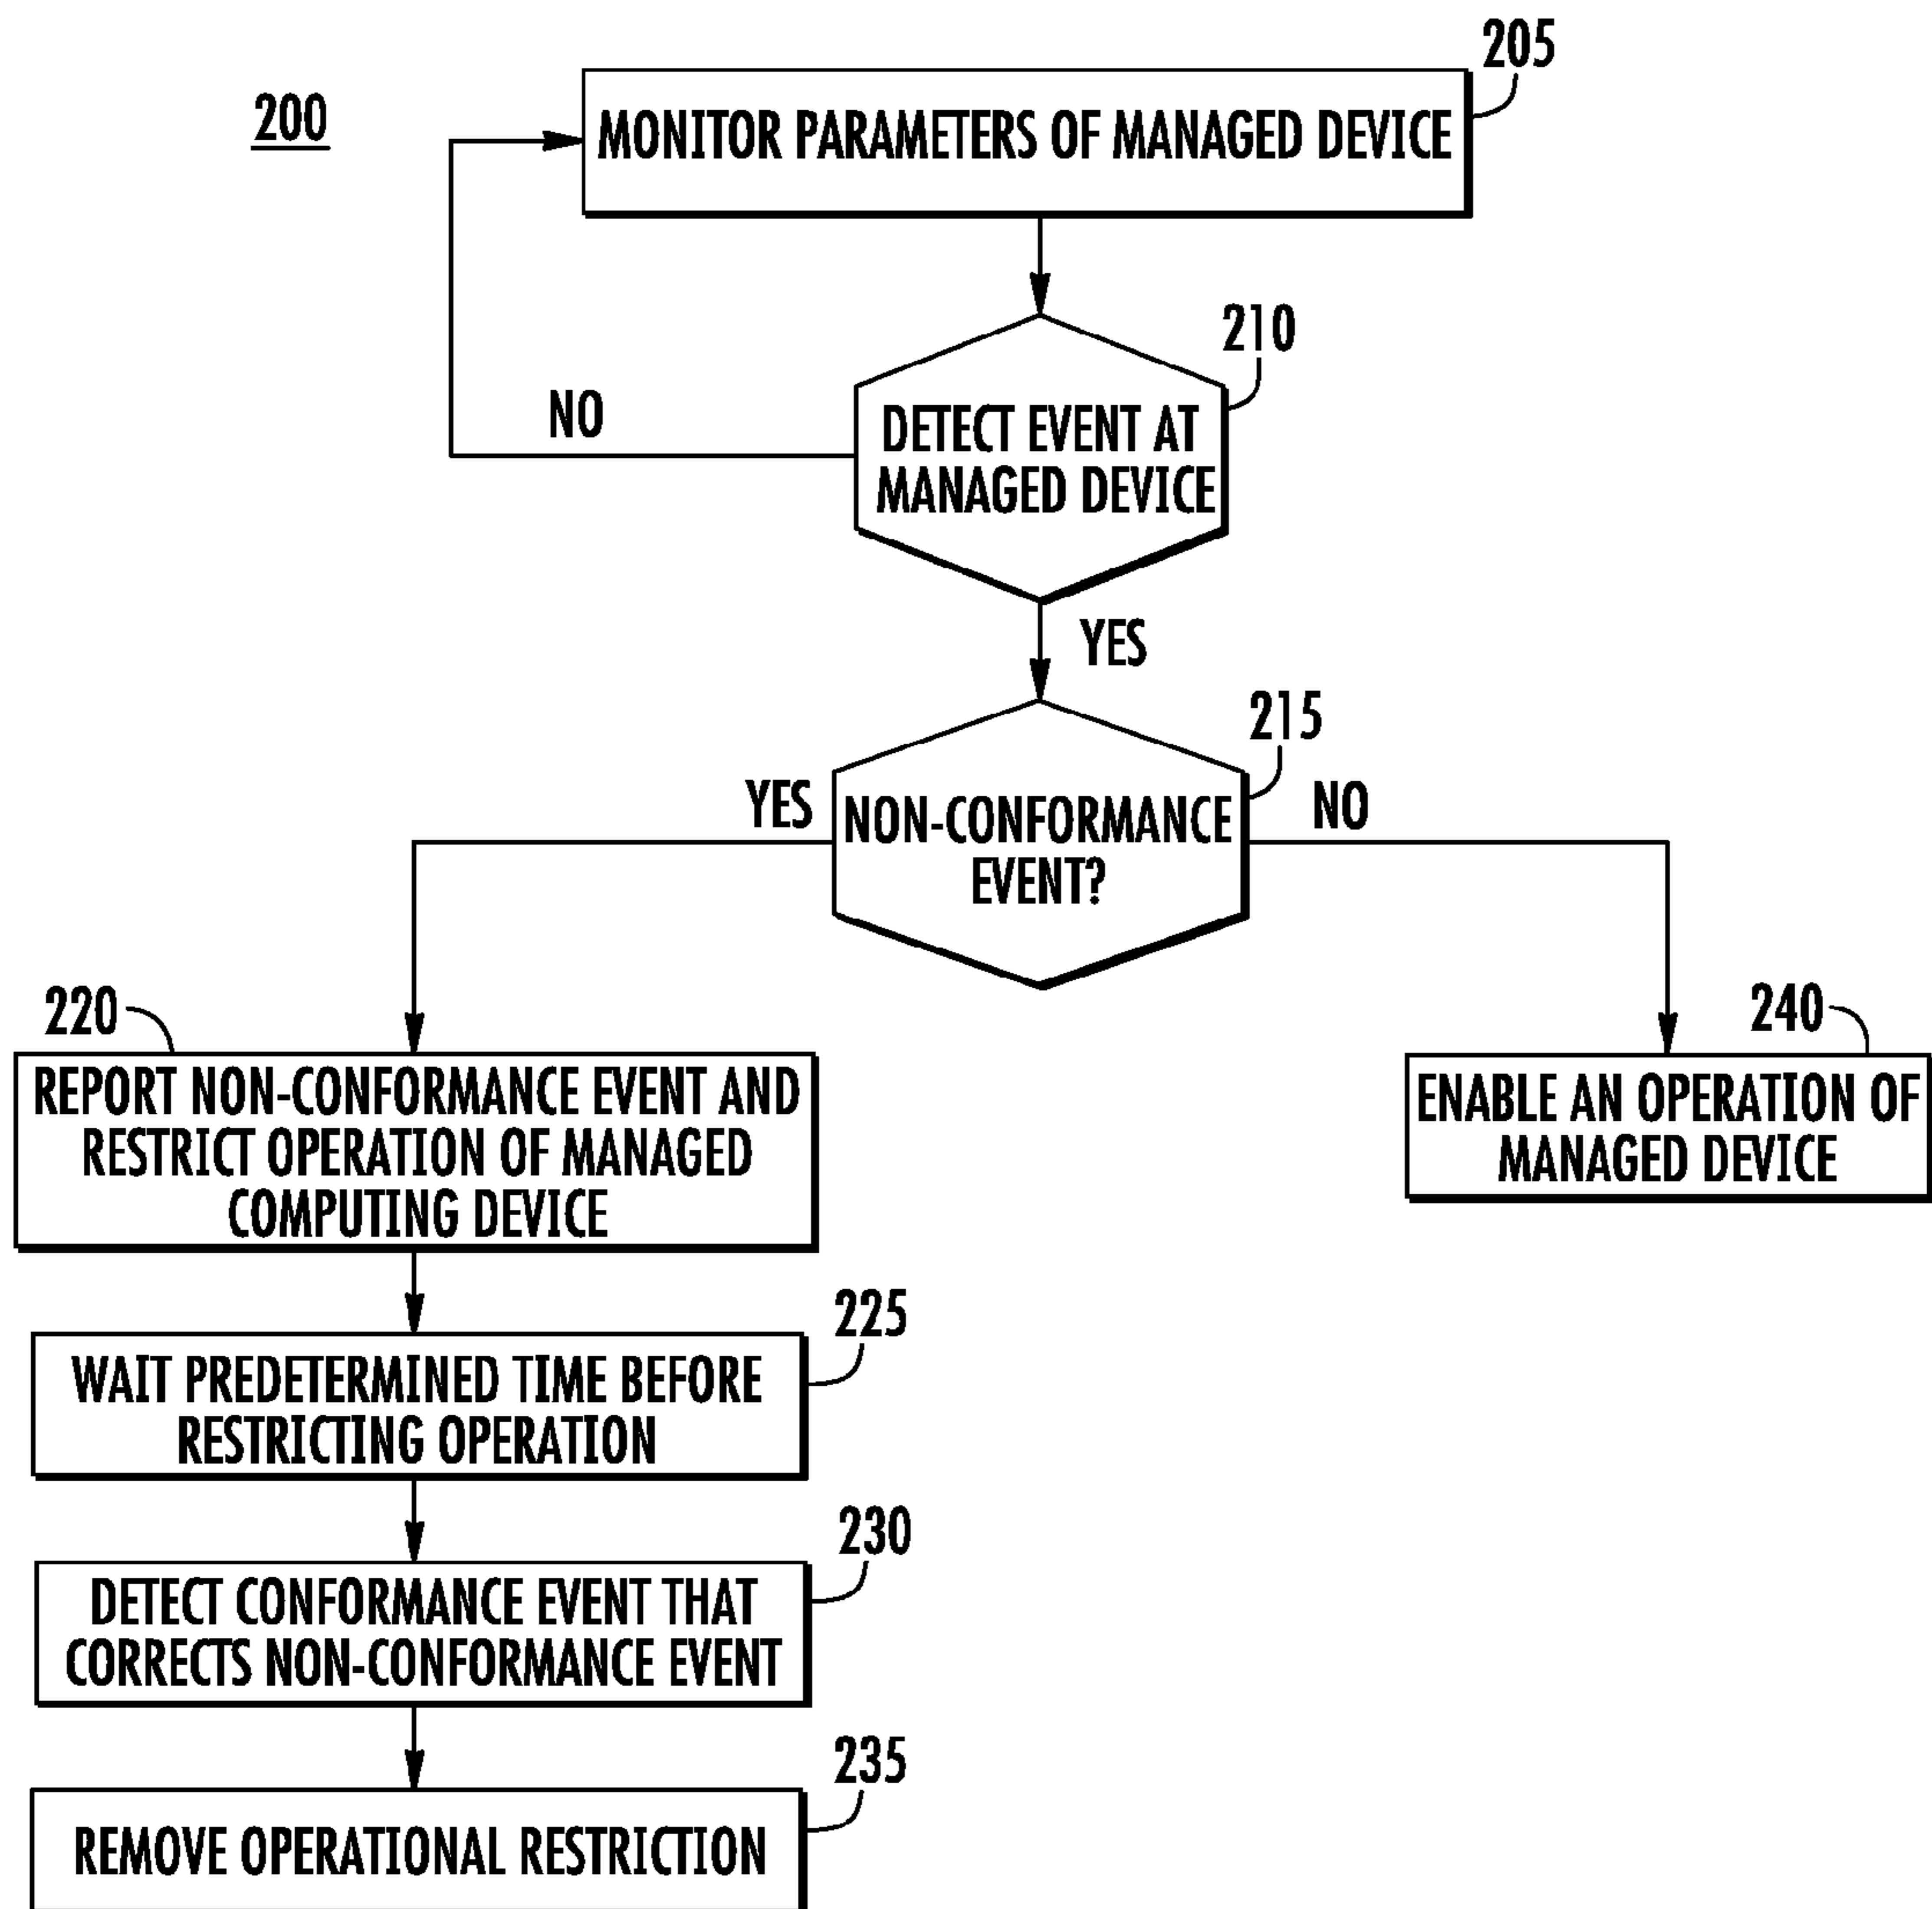 205
200
MONITOR PARAMETERS OF MANAGED DEVICE
210
NO
DETECT EVENT AT
MANAGED DEVICE
YES
215
YES
NON-CONFORMANCE
EVENT?
NO
220
240
REPORT NON-CONFORMANCE EVENT AND
RESTRICT OPERATION OF MANAGED
COMPUTING DEVICE
ENABLE AN OPERATION OF
MANAGED DEVICE
225
WAIT PREDETERMINED TIME BEFORE
RESTRICTING OPERATION
230
DETECT CONFORMANCE EVENT THAT
CORRECTS NON-CONFORMANCE EVENT
235
REMOVE OPERATIONAL RESTRICTION